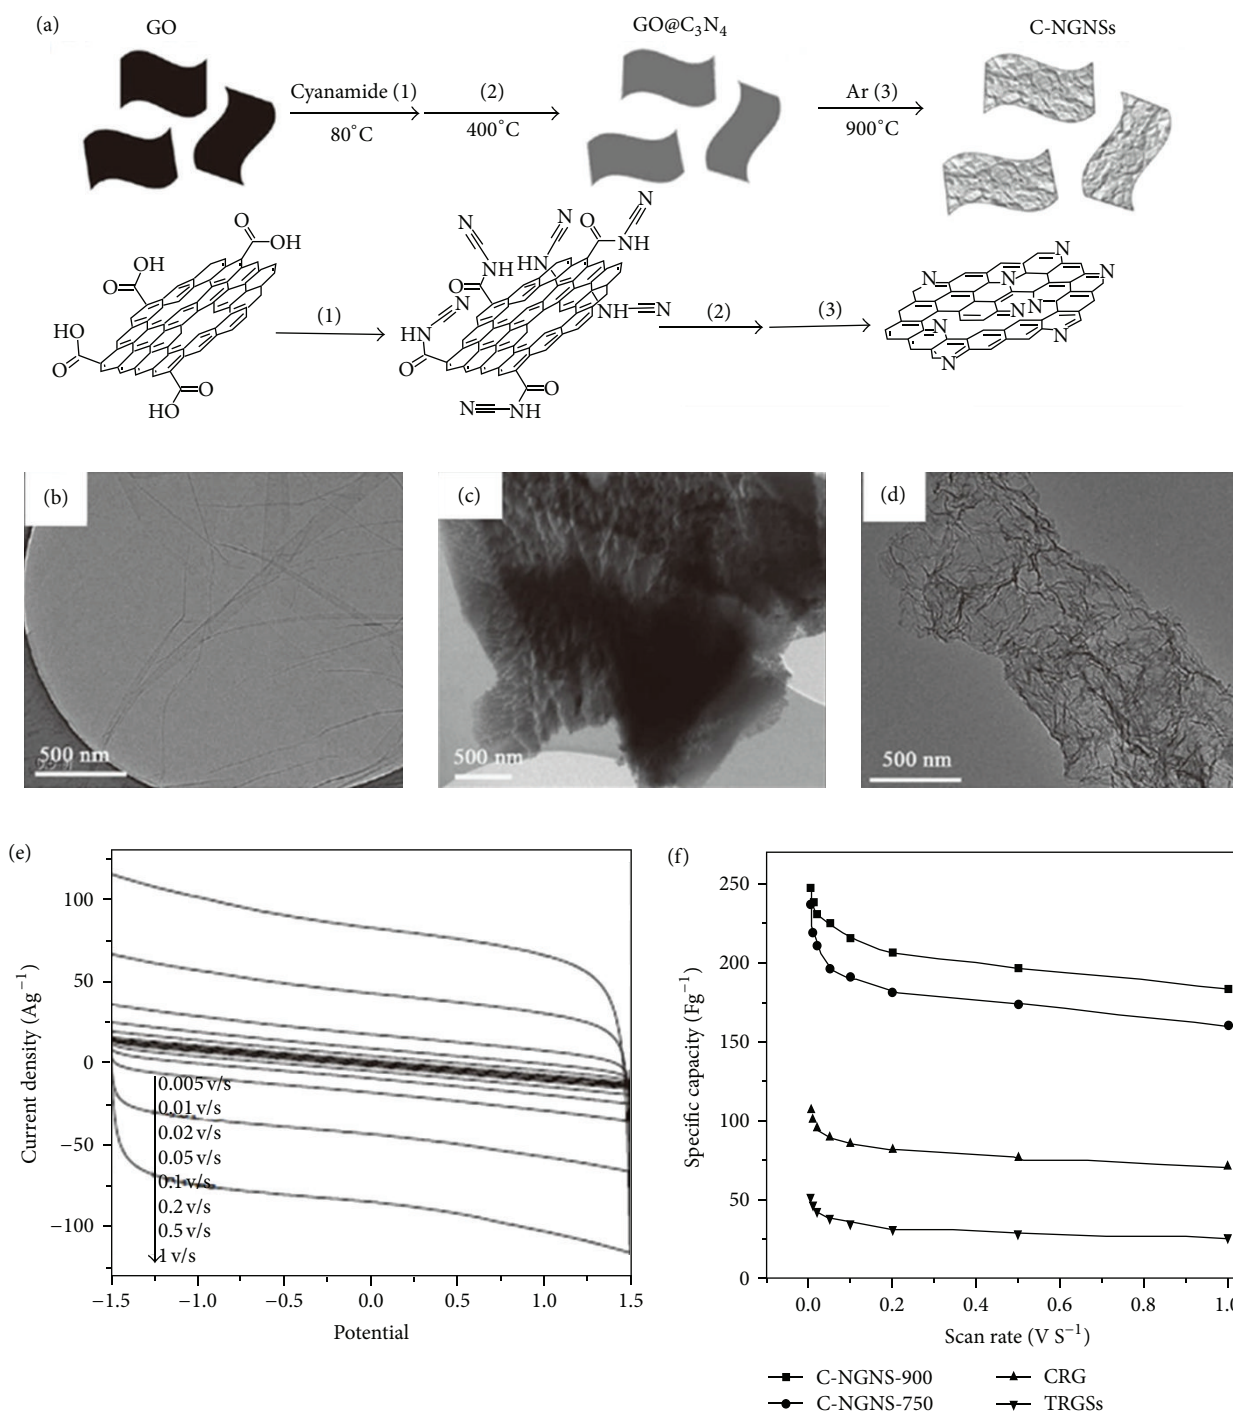 (a)
GO
GO@C₃N₄
C-NGNSs
Cyanamide (1)
80°C
(2)
400°C
Ar (3)
900°C
O
OH
OH
O
HO
O
O
HO
(1)
N
N
N
O
NH
NH
HN
O
N
HN
NH
N
O
O
N
NH
(2)
(3)
N
N
N
N
N
N
N
N
N
(b)
500 nm
(c)
500 nm
(d)
500 nm
(e)
Current density (Ag⁻¹)
100
50
0
−50
−100
0.005 v/s
0.01 v/s
0.02 v/s
0.05 v/s
0.1 v/s
0.2 v/s
0.5 v/s
1 v/s
−1.5
−1.0
−0.5
0.0
0.5
1.0
1.5
Potential
(f)
Specific capacity (Fg⁻¹)
250
200
150
100
50
0
0.0
0.2
0.4
0.6
0.8
1.0
Scan rate (V S⁻¹)
C-NGNS-900
C-NGNS-750
CRG
TRGSs